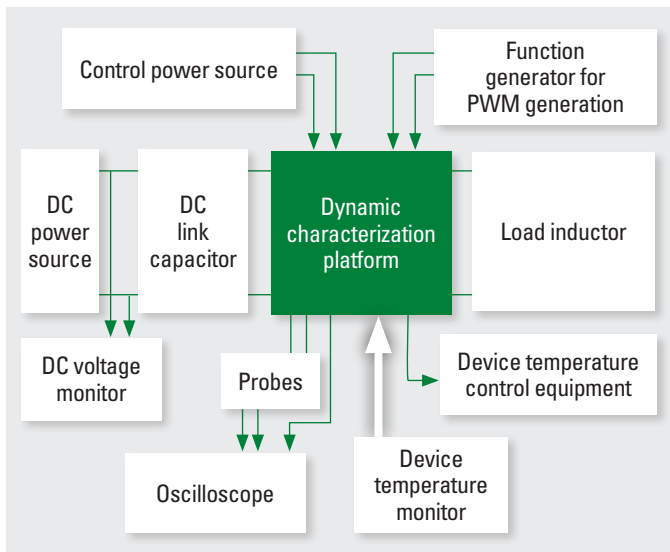 Control power source
Function
generator for
PWM generation
DC
power
source
DC
link
capacitor
Dynamic
characterization
platform
Load inductor
DC voltage
monitor
Probes
Device temperature
control equipment
Oscilloscope
Device
temperature
monitor